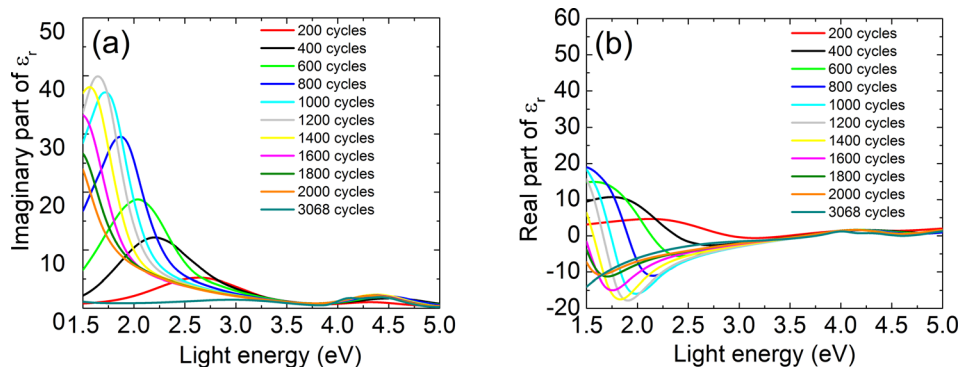 (a)
50
40
30
20
10
0
Imaginary part of εr
200 cycles
400 cycles
600 cycles
800 cycles
1000 cycles
1200 cycles
1400 cycles
1600 cycles
1800 cycles
2000 cycles
3068 cycles
1.5 2.0 2.5 3.0 3.5 4.0 4.5 5.0
Light energy (eV)
(b)
60
50
40
30
20
10
0
-10
-20
Real part of εr
200 cycles
400 cycles
600 cycles
800 cycles
1000 cycles
1200 cycles
1400 cycles
1600 cycles
1800 cycles
2000 cycles
3068 cycles
1.5 2.0 2.5 3.0 3.5 4.0 4.5 5.0
Light energy (eV)